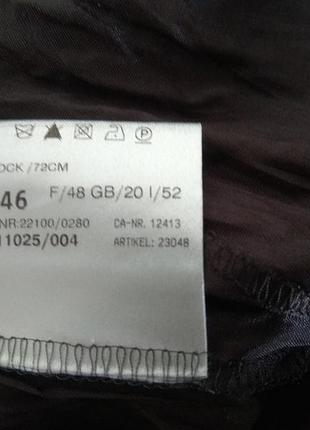 OCK/72CM
46 F/48 GB/20 I/52
NR:22100/0280 CA-NR. 12413
11025/004 ARTIKEL: 23048